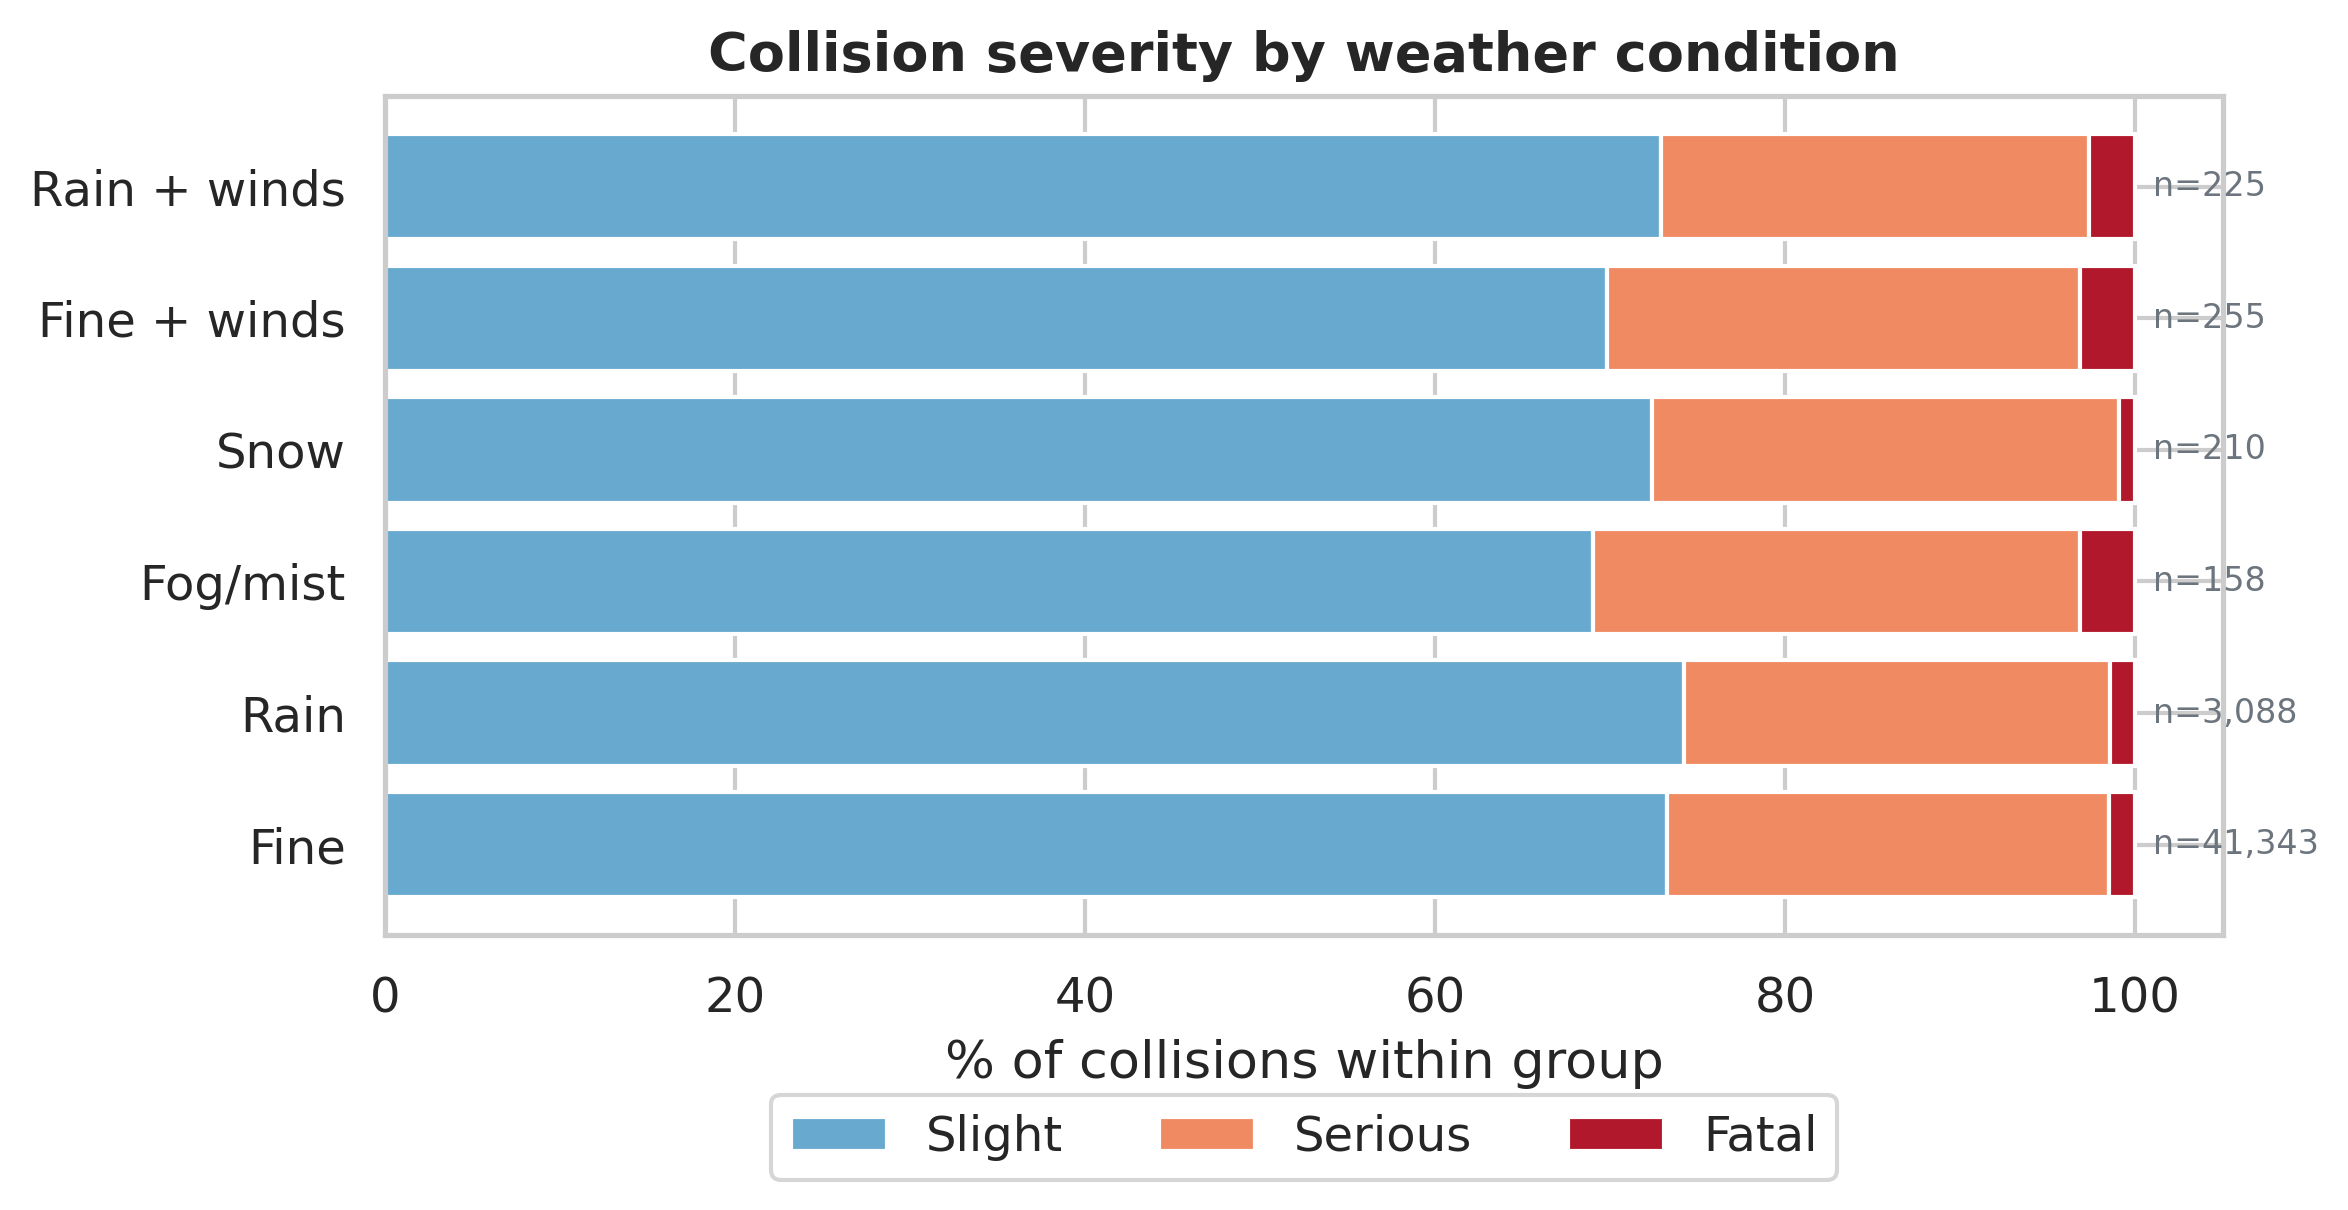 Collision severity by weather condition
Rain + winds n=225
Fine + winds n=255
Snow n=210
Fog/mist n=158
Rain n=3,088
Fine n=41,343
0 20 40 60 80 100
% of collisions within group
Slight Serious Fatal